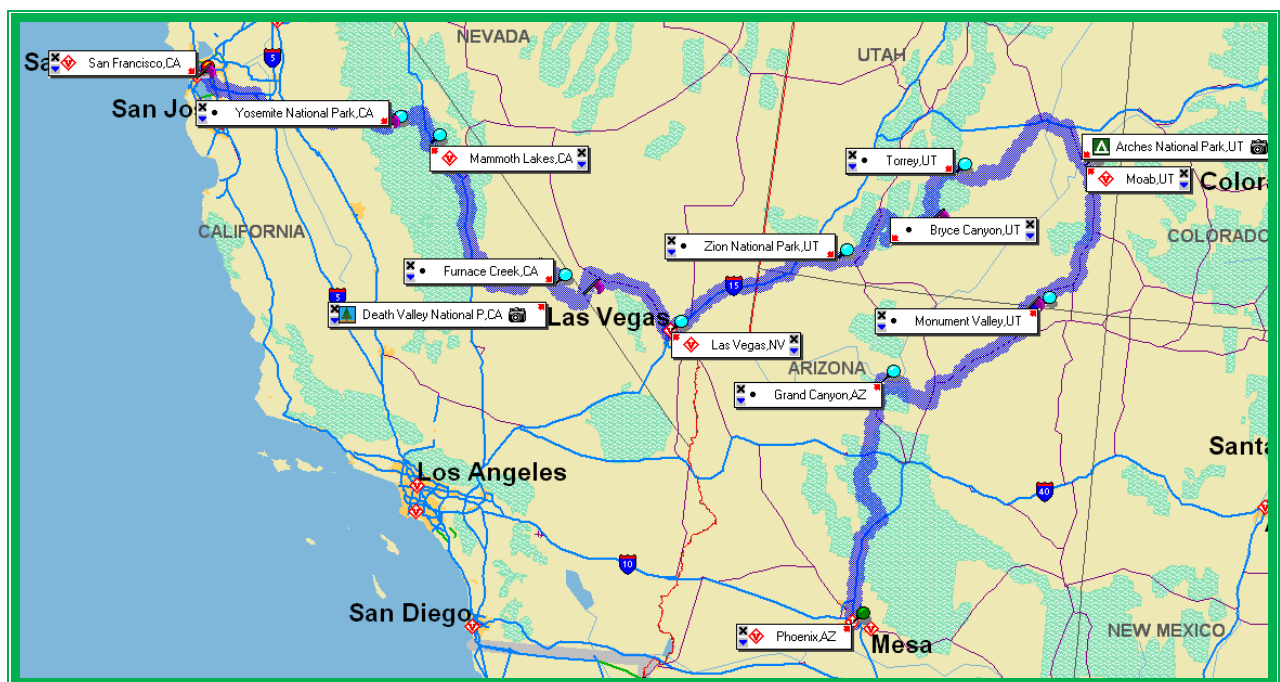 NEVADA
UTAH
Sa
San Francisco,CA
5
San Jo
Yosemite National Park,CA
Mammoth Lakes,CA
Torrey,UT
Arches National Park,UT
Moab,UT
Colora
CALIFORNIA
Bryce Canyon,UT
COLORADO
Zion National Park,UT
Furnace Creek,CA
15
5
Death Valley National P,CA
Las Vegas
Monument Valley,UT
Las Vegas,NV
ARIZONA
Grand Canyon,AZ
Santa
Los Angeles
40
10
San Diego
Phoenix,AZ
Mesa
NEW MEXICO